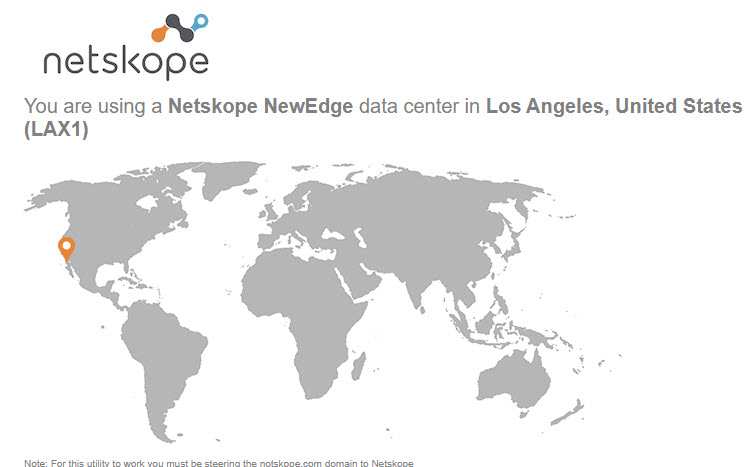 netskope
You are using a Netskope NewEdge data center in Los Angeles, United States
(LAX1)
Note: For this utility to work you must be steering the notskope.com domain to Netskope